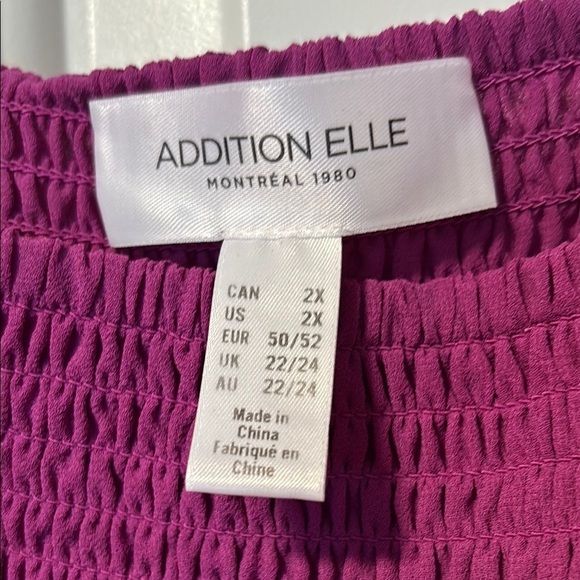 ADDITION ELLE
MONTRÉAL 1980
CAN 2X
US 2X
EUR 50/52
UK 22/24
AU 22/24
Made in
China
Fabriqué en
Chine